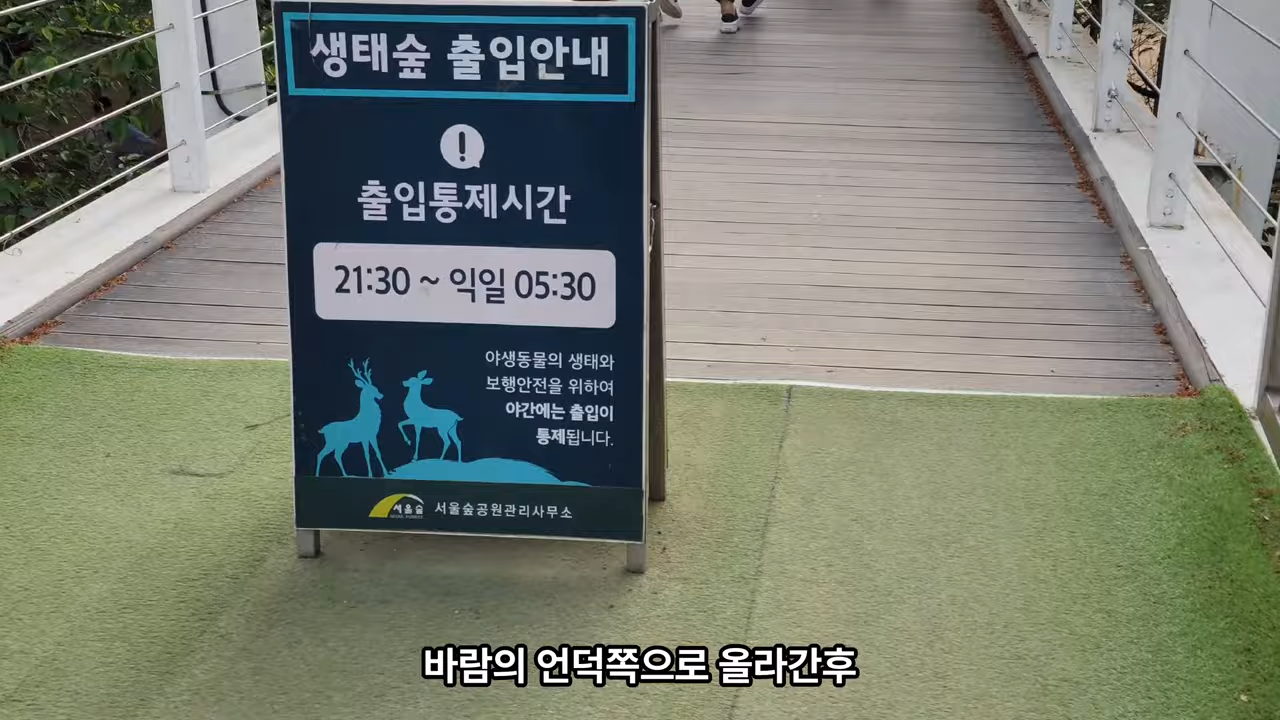 생태숲 출입안내
출입통제시간
21:30 ~ 익일 05:30
야생동물의 생태와
보행안전을 위하여
야간에는 출입이
통제됩니다.
서울숲
서울숲공원관리사무소
바람의 언덕쪽으로 올라간후